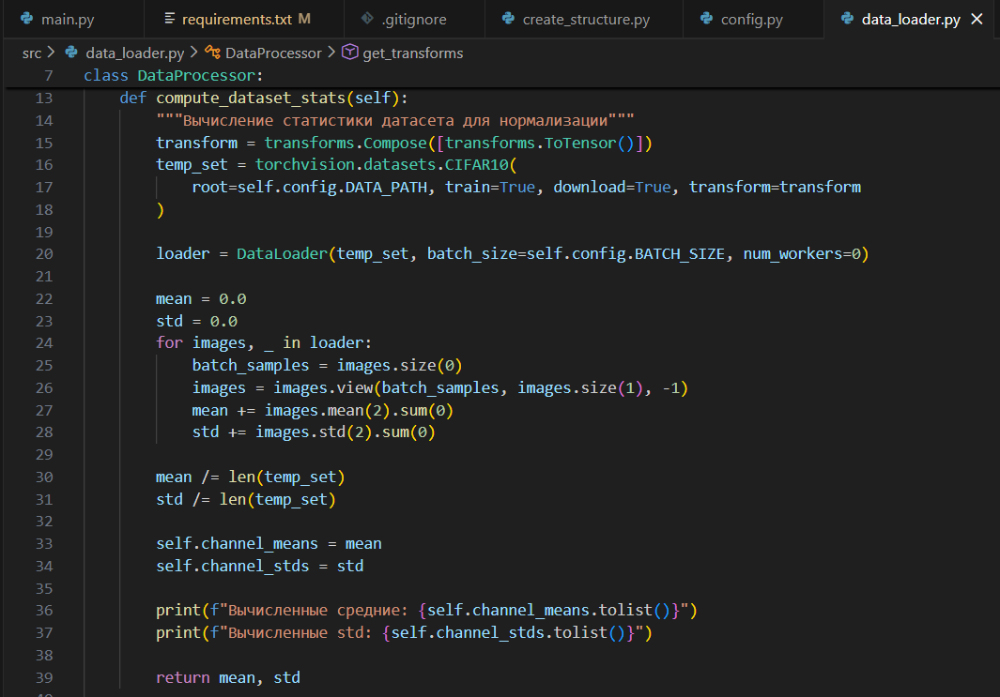 main.py requirements.txt M .gitignore create_structure.py config.py data_loader.py
src > data_loader.py > DataProcessor > get_transforms
7 class DataProcessor:
13 def compute_dataset_stats(self):
14 """Вычисление статистики датасета для нормализации"""
15 transform = transforms.Compose([transforms.ToTensor()])
16 temp_set = torchvision.datasets.CIFAR10(
17 root=self.config.DATA_PATH, train=True, download=True, transform=transform
18 )
19
20 loader = DataLoader(temp_set, batch_size=self.config.BATCH_SIZE, num_workers=0)
21
22 mean = 0.0
23 std = 0.0
24 for images, _ in loader:
25 batch_samples = images.size(0)
26 images = images.view(batch_samples, images.size(1), -1)
27 mean += images.mean(2).sum(0)
28 std += images.std(2).sum(0)
29
30 mean /= len(temp_set)
31 std /= len(temp_set)
32
33 self.channel_means = mean
34 self.channel_stds = std
35
36 print(f"Вычисленные средние: {self.channel_means.tolist()}")
37 print(f"Вычисленные std: {self.channel_stds.tolist()}")
38
39 return mean, std